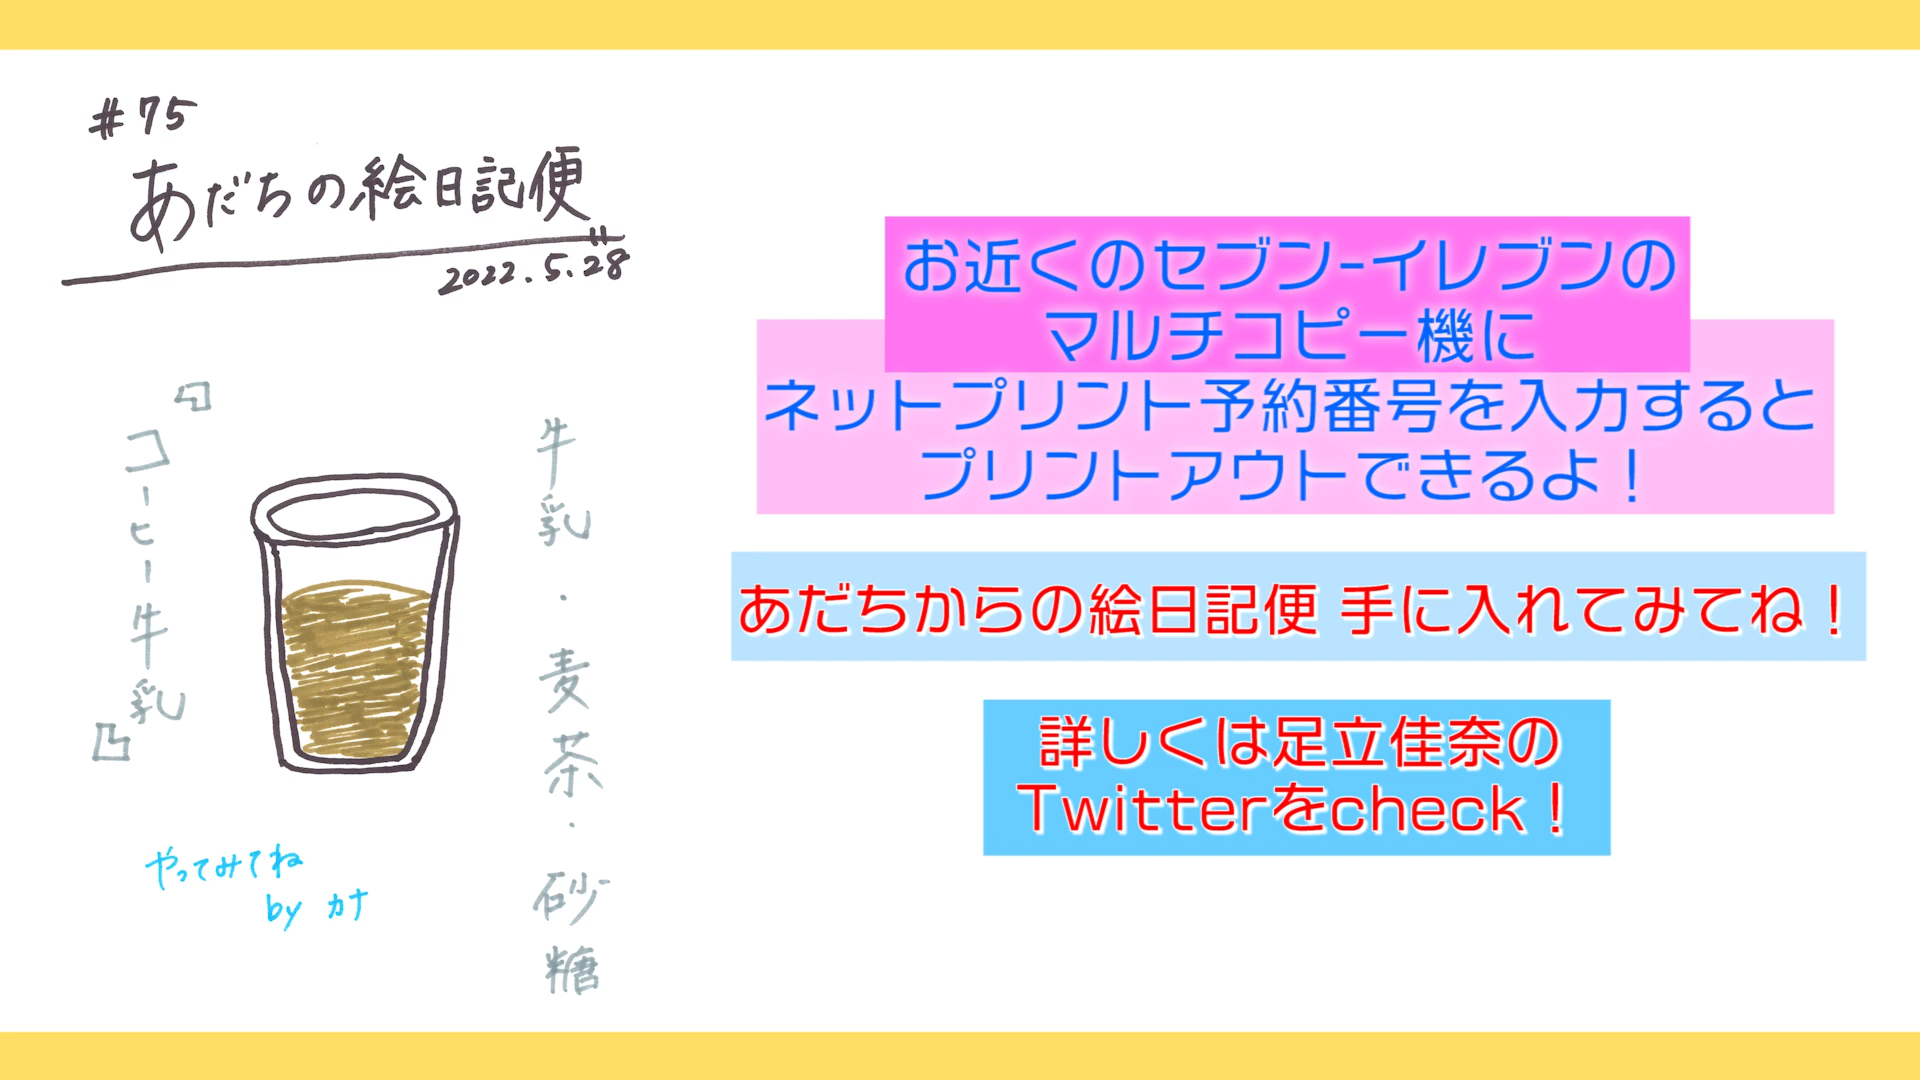 #75
あだちの絵日記便
2022.5.28
牛乳・麦茶・砂糖
『コーヒー牛乳』
やってみてね
by カナ
お近くのセブン-イレブンの
マルチコピー機に
ネットプリント予約番号を入力すると
プリントアウトできるよ！
あだちからの絵日記便 手に入れてみてね！
詳しくは足立佳奈の
Twitterをcheck！